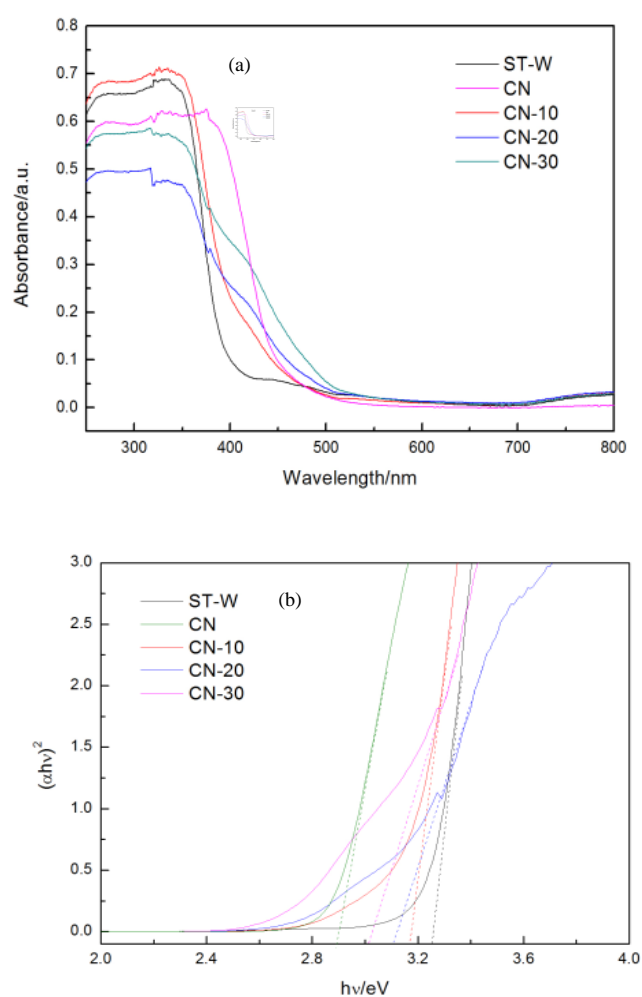 0.8
0.7
0.6
0.5
0.4
0.3
0.2
0.1
0.0
Absorbance/a.u.
(a)
ST-W
CN
CN-10
CN-20
CN-30
300 400 500 600 700 800
Wavelength/nm
3.0
2.5
2.0
1.5
1.0
0.5
0.0
(αhν)²
ST-W
CN
CN-10
CN-20
CN-30
(b)
2.0 2.4 2.8 3.2 3.6 4.0
hν/eV